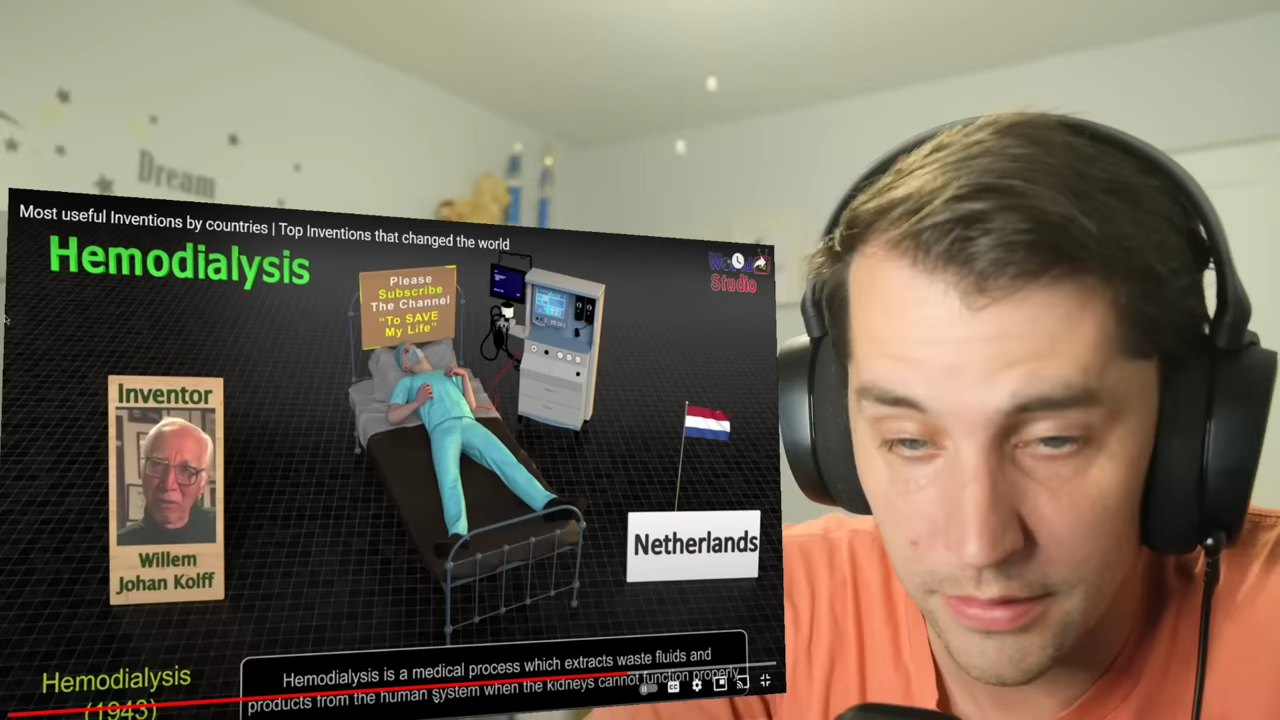 Dream
Most useful Inventions by countries | Top Inventions that changed the world
Hemodialysis
Please
Subscribe
The Channel
"To SAVE
My Life"
Studio
Inventor
Willem
Johan Kolff
Netherlands
Hemodialysis
(1943)
Hemodialysis is a medical process which extracts waste fluids and
products from the human system when the kidneys cannot function properly